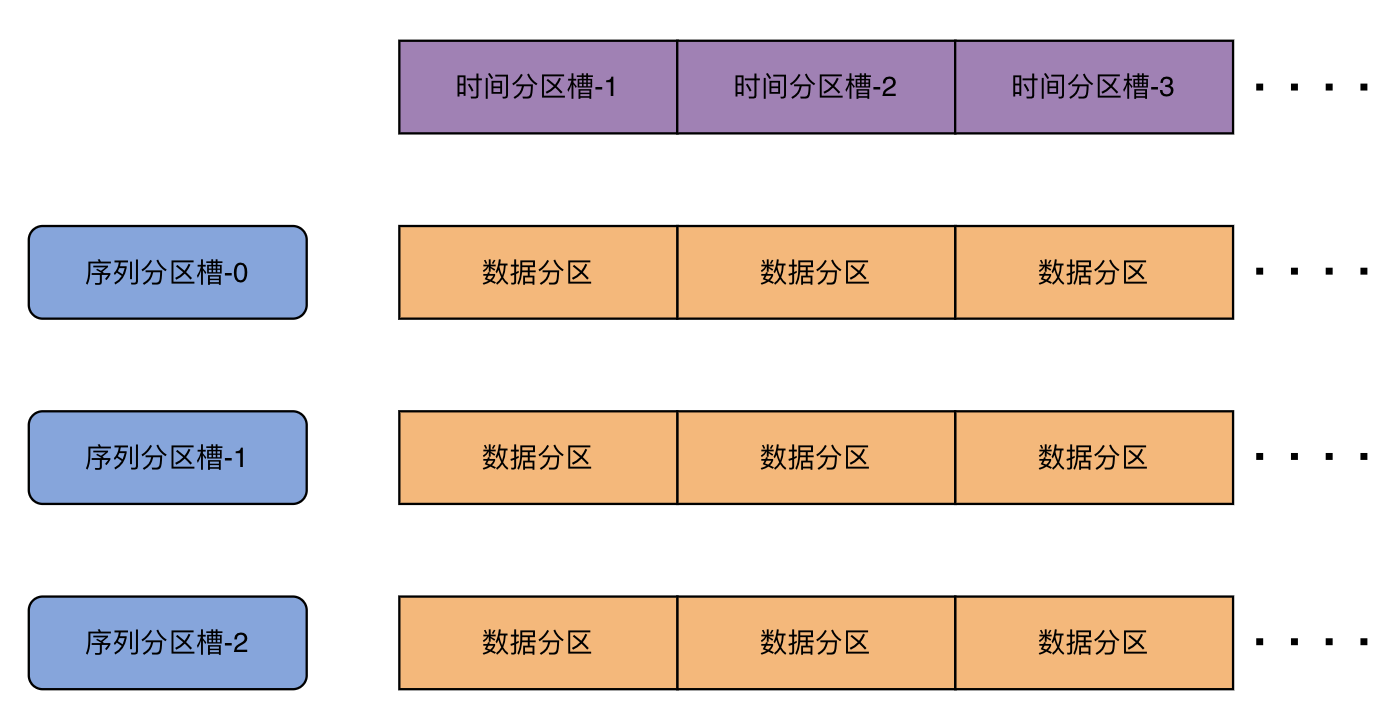 时间分区槽-1 时间分区槽-2 时间分区槽-3 ····
序列分区槽-0 数据分区 数据分区 数据分区 ····
序列分区槽-1 数据分区 数据分区 数据分区 ····
序列分区槽-2 数据分区 数据分区 数据分区 ····